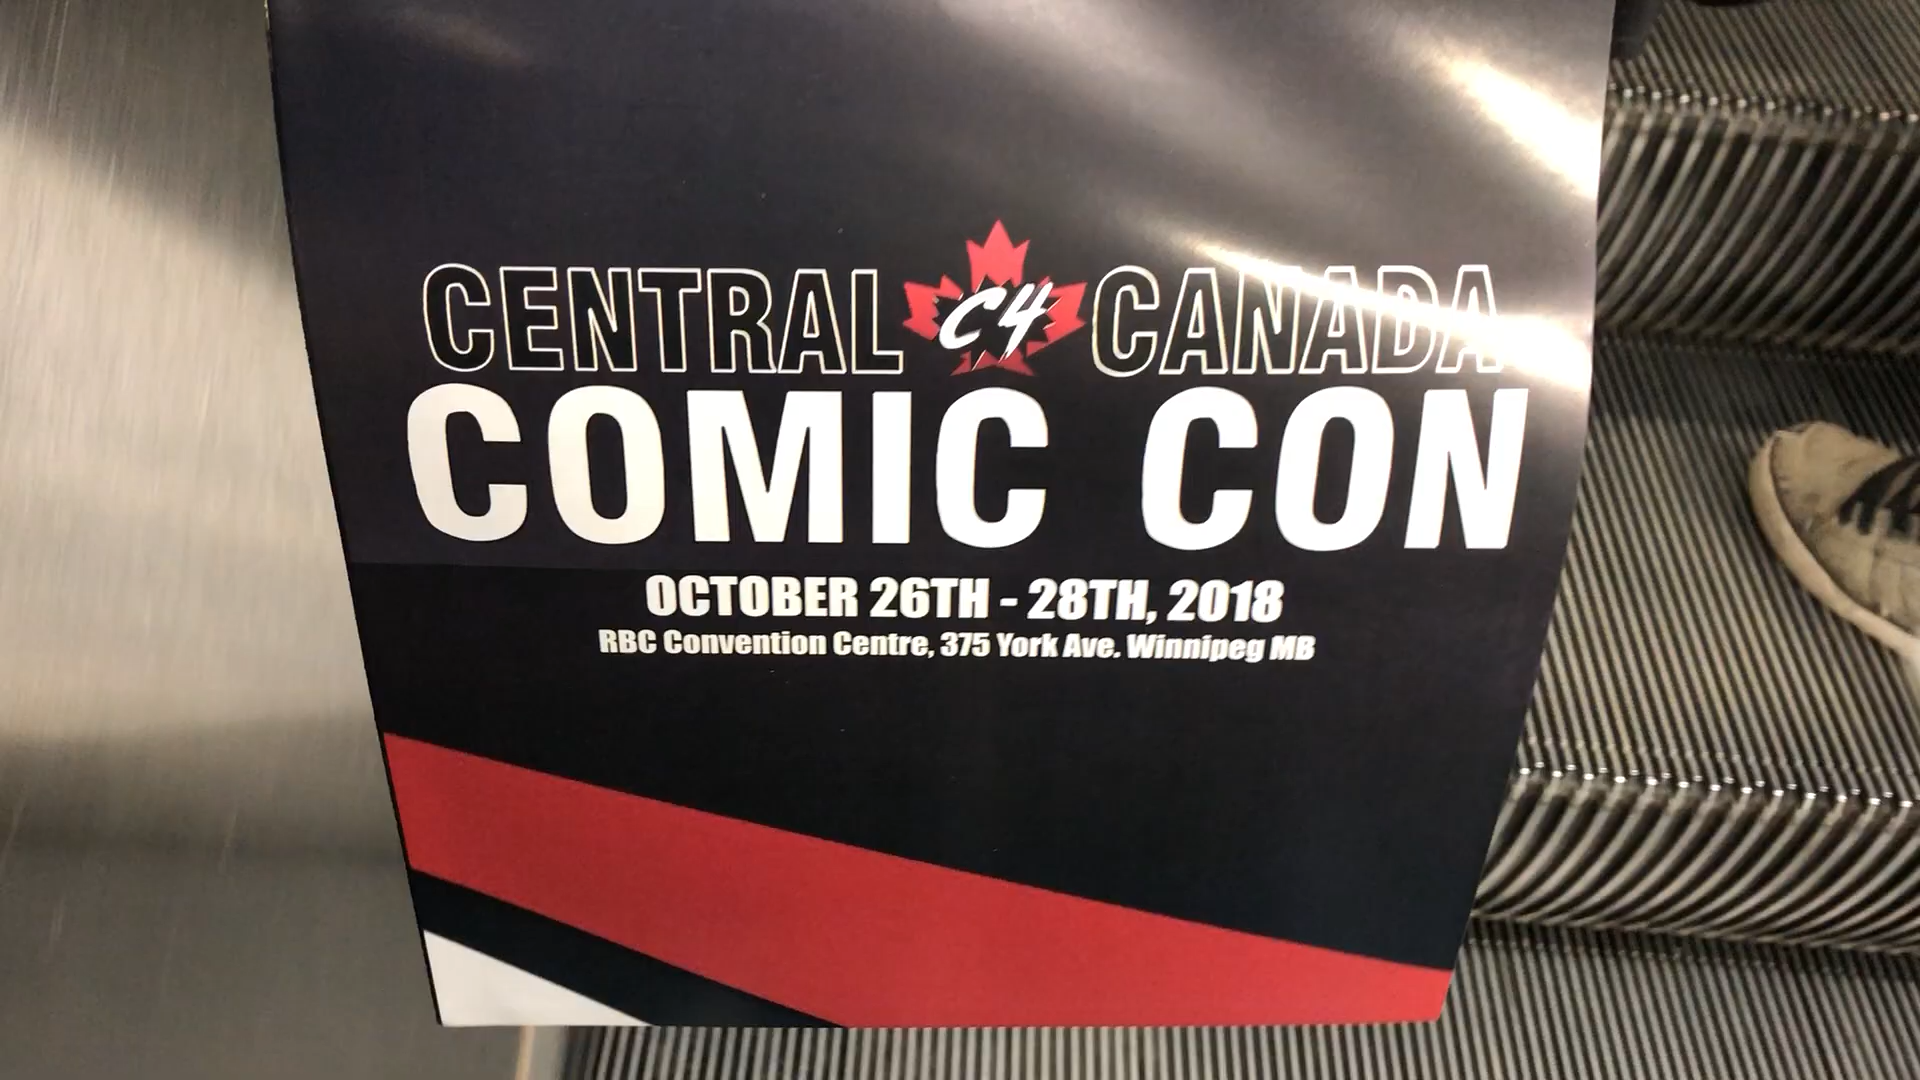 CENTRAL C4 CANADA
COMIC CON
OCTOBER 26TH - 28TH, 2018
RBC Convention Centre, 375 York Ave. Winnipeg MB